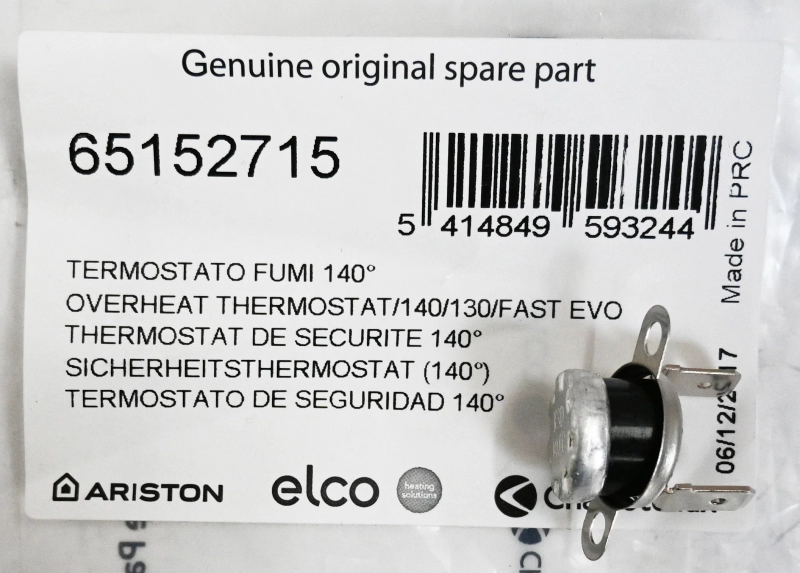 Genuine original spare part
65152715
5 414849 593244
Made in PRC
TERMOSTATO FUMI 140°
OVERHEAT THERMOSTAT/140/130/FAST EVO
THERMOSTAT DE SECURITE 140°
SICHERHEITSTHERMOSTAT (140°)
TERMOSTATO DE SEGURIDAD 140°
ARISTON
elco
heating
solutions